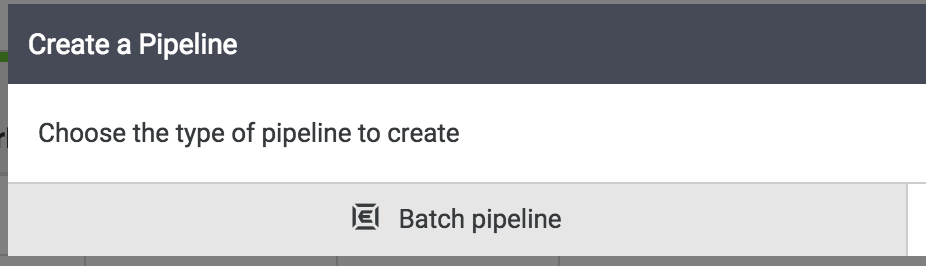 Create a Pipeline
Choose the type of pipeline to create
Batch pipeline